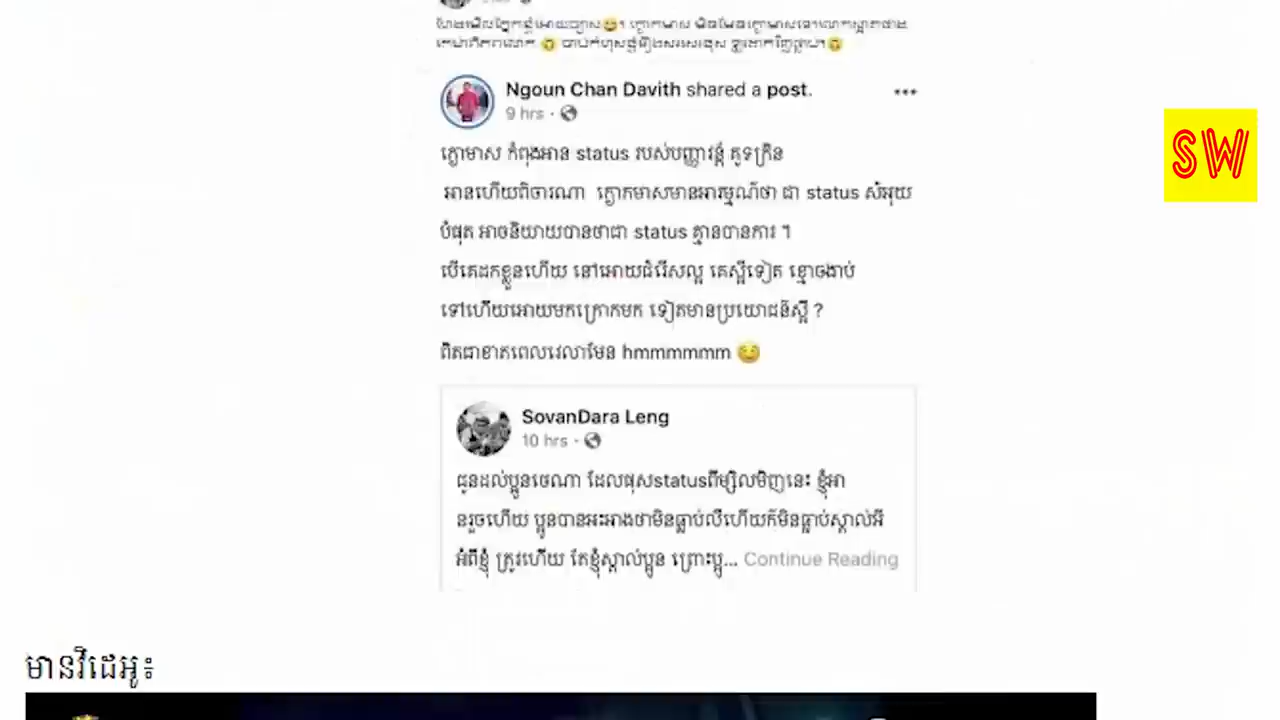 Ngoun Chan Davith shared a post.
9 hrs
ក្ងោមាស កំពុងអាន status របស់បញ្ញាវន្តំ គូទក្រិន
អានហើយពិចារណា ក្ងោកមាសមានអារម្មណ៍ថា ជា status សំអុយ
បំផុត អាចនិយាយបានថាជា status គ្មានបានការ ។
បើគេដកខ្លួនហើយ នៅអោយជំរើសល្អ គេស្អីទៀត ខ្មោចងាប់
ទៅហើយអោយមកក្រោកមក ទៀតមានប្រយោជន៍ស្អី ?
ពិតជាខាតពេលវេលាមែន hmmmmmm 😌
SovanDara Leng
10 hrs
ជូនដល់ប្អូនចេណា ដែលផុសstatusពីម្សិលមិញនេះ ខ្ញុំអា
នរួចហើយ ប្អូនបានអះអាងថាមិនធ្លាប់លឺហើយក៏មិនធ្លាប់ស្គាល់អី
អំពីខ្ញុំ ត្រូវហើយ តែខ្ញុំស្គាល់ប្អូន ព្រោះប្អូ... Continue Reading
SW
មានវីដេអូ៖